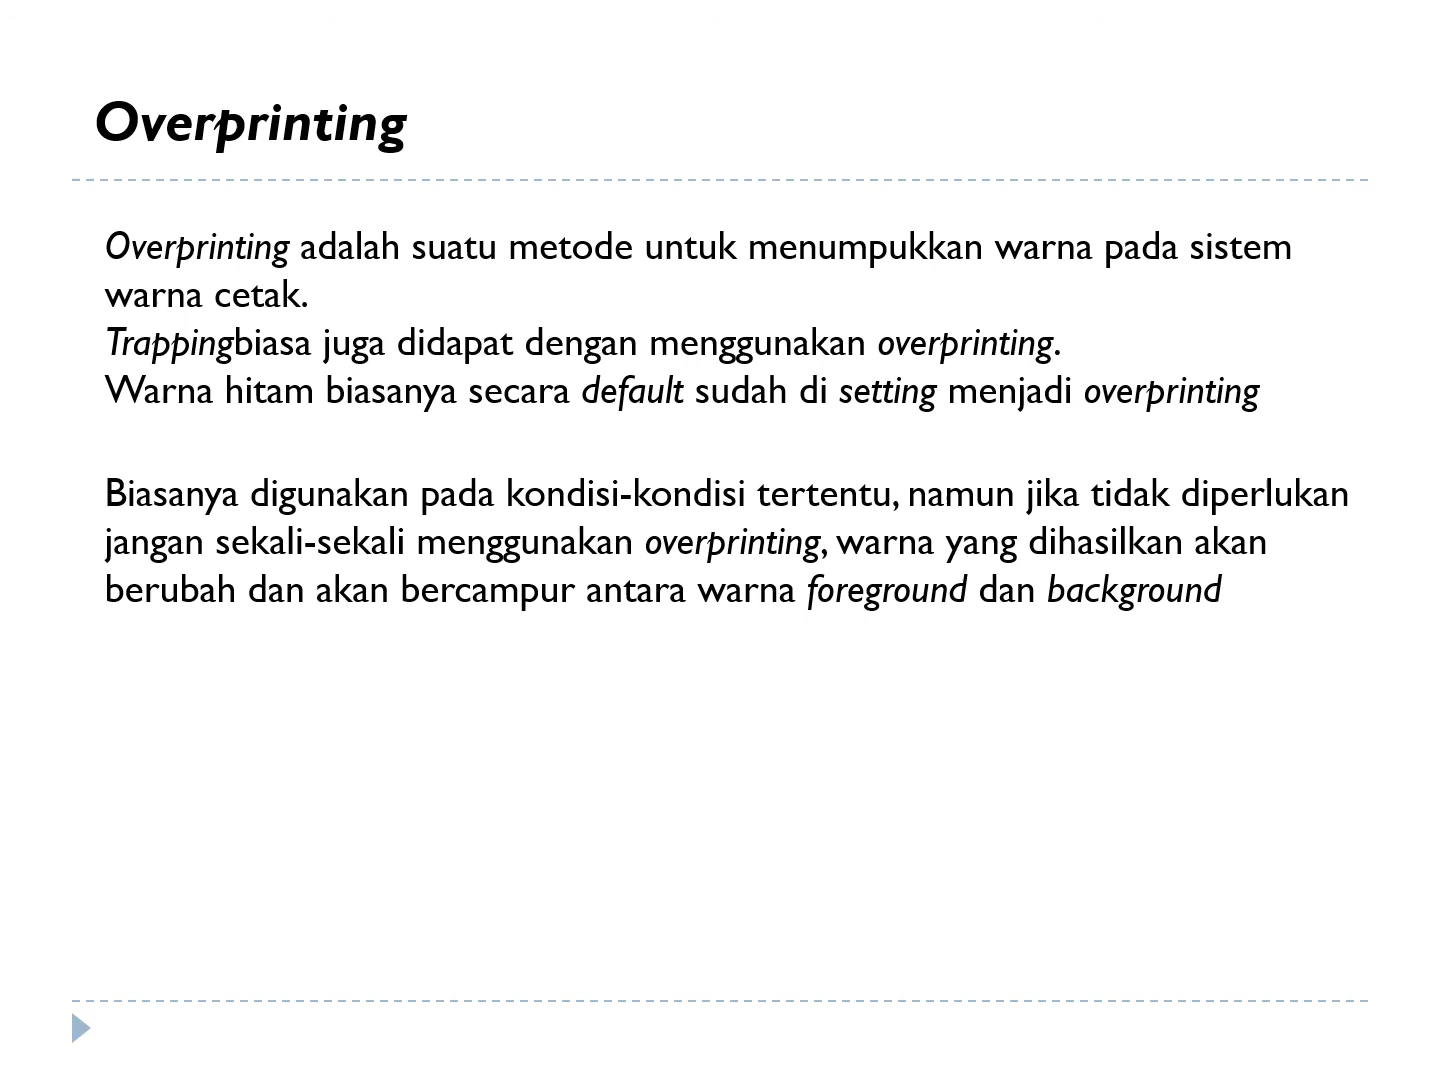 Overprinting
Overprinting adalah suatu metode untuk menumpukkan warna pada sistem
warna cetak.
Trappingbiasa juga didapat dengan menggunakan overprinting.
Warna hitam biasanya secara default sudah di setting menjadi overprinting
Biasanya digunakan pada kondisi-kondisi tertentu, namun jika tidak diperlukan
jangan sekali-sekali menggunakan overprinting, warna yang dihasilkan akan
berubah dan akan bercampur antara warna foreground dan background